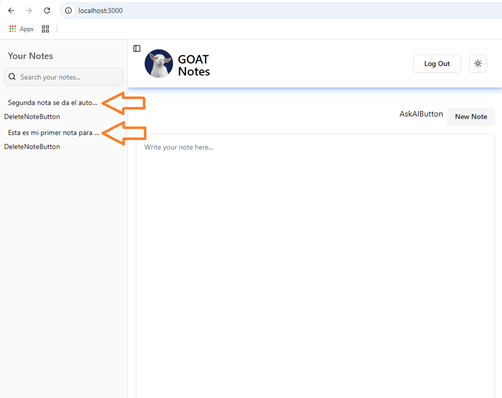 localhost:3000
Apps
Your Notes
Search your notes...
Segunda nota se da el auto...
DeleteNoteButton
Esta es mi primer nota para ...
DeleteNoteButton
GOAT
Notes
Log Out
AskAIButton
New Note
Write your note here...